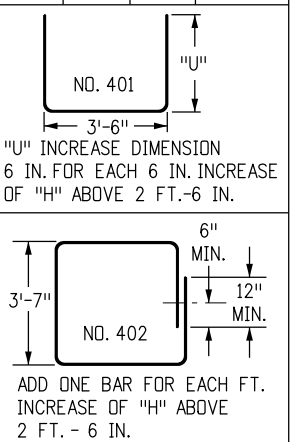 "U"
NO. 401
3'-6"
"U" INCREASE DIMENSION
6 IN. FOR EACH 6 IN. INCREASE
OF "H" ABOVE 2 FT.-6 IN.
6"
MIN.
3'-7"
12"
MIN.
NO. 402
ADD ONE BAR FOR EACH FT.
INCREASE OF "H" ABOVE
2 FT. - 6 IN.